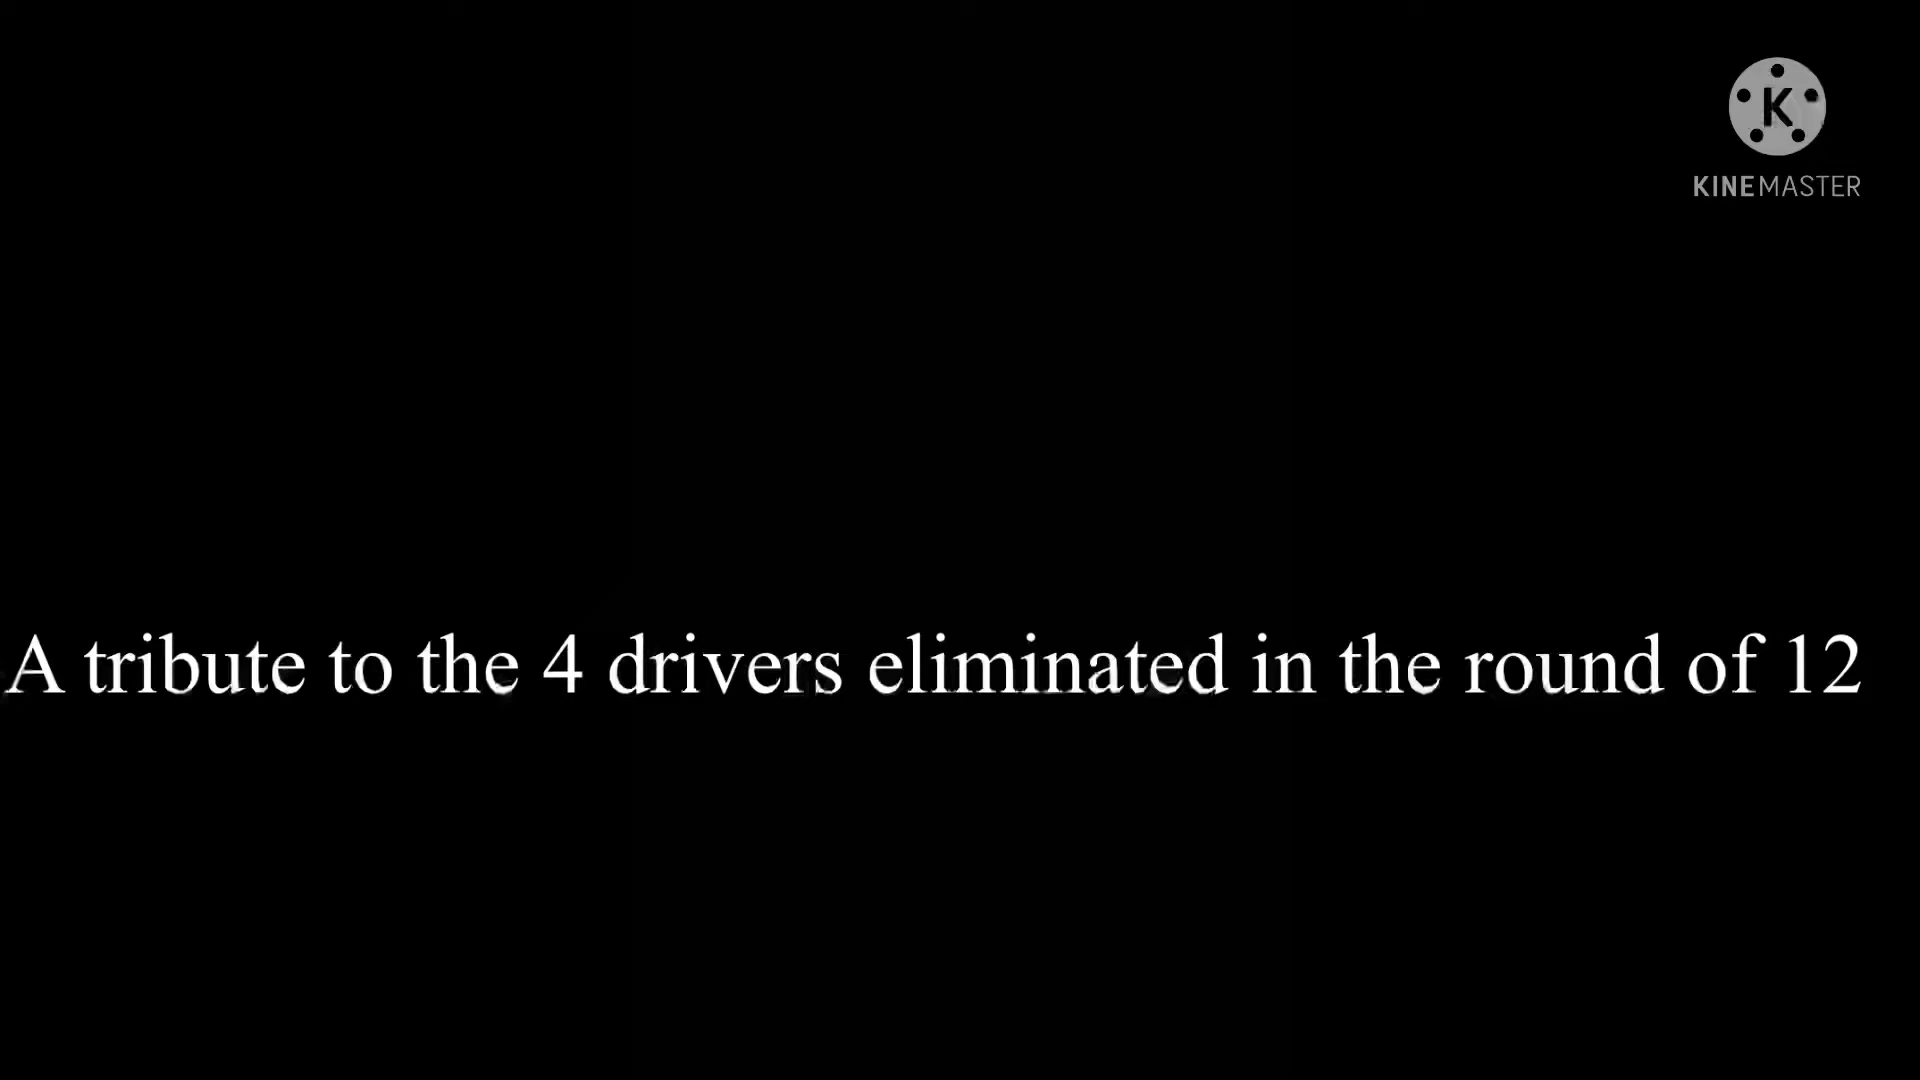 K
KINEMASTER
A tribute to the 4 drivers eliminated in the round of 12